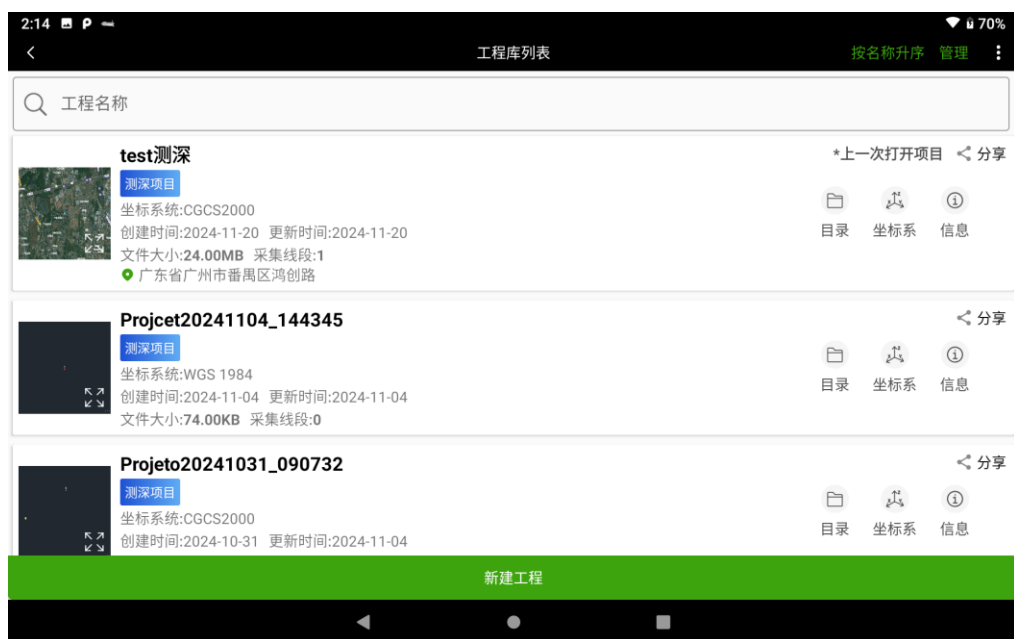 2:14 70%
工程库列表 按名称升序 管理
工程名称
test测深 *上一次打开项目 分享
测深项目
坐标系统:CGCS2000
创建时间:2024-11-20 更新时间:2024-11-20
目录 坐标系 信息
文件大小:24.00MB 采集线段:1
广东省广州市番禺区鸿创路
Projcet20241104_144345 分享
测深项目
坐标系统:WGS 1984
目录 坐标系 信息
创建时间:2024-11-04 更新时间:2024-11-04
文件大小:74.00KB 采集线段:0
Projeto20241031_090732 分享
测深项目
坐标系统:CGCS2000
目录 坐标系 信息
创建时间:2024-10-31 更新时间:2024-11-04
新建工程